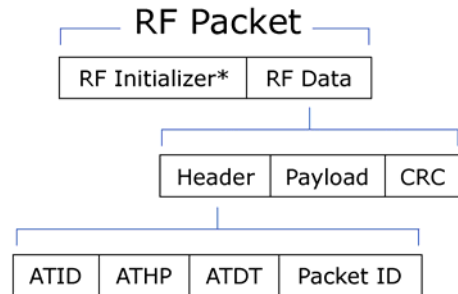 RF Packet
RF Initializer* RF Data
Header Payload CRC
ATID ATHP ATDT Packet ID